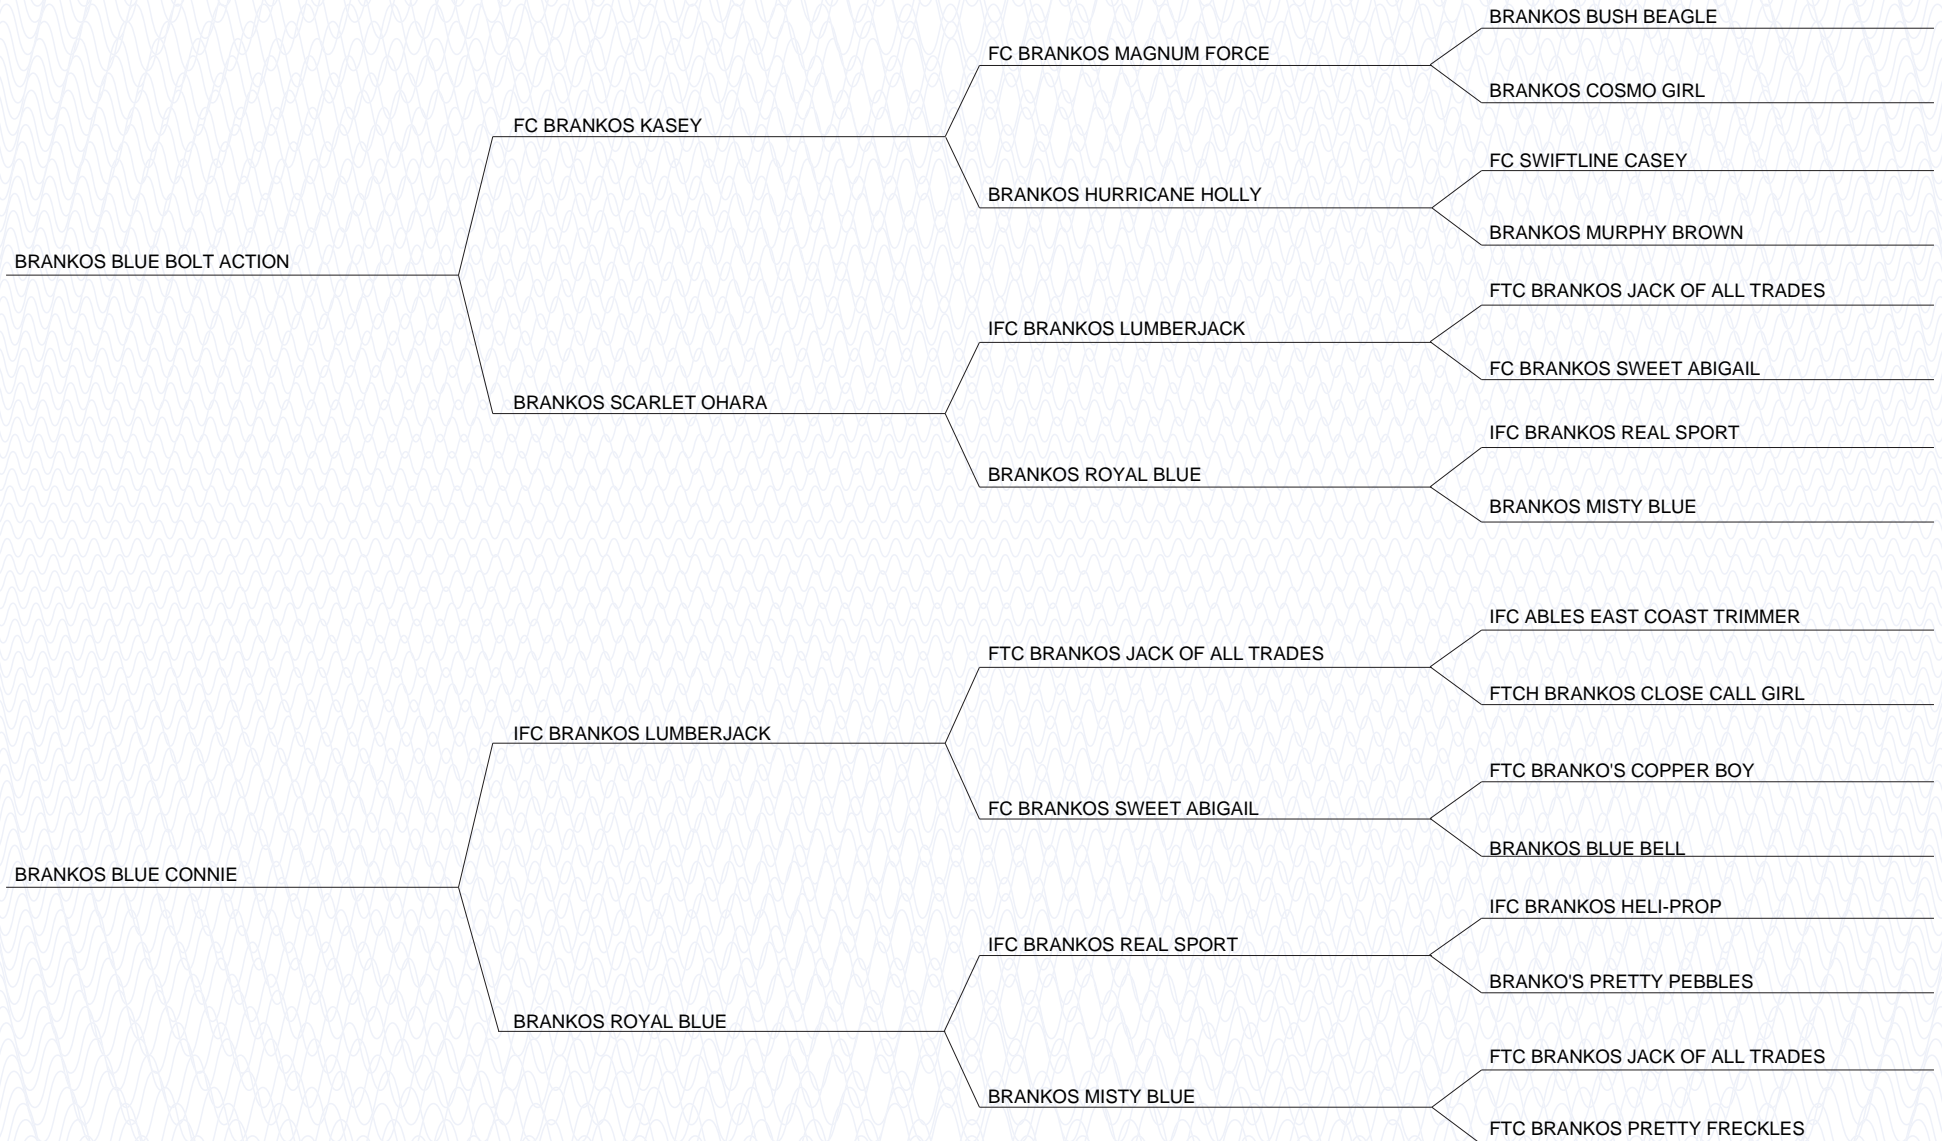 BRANKOS BUSH BEAGLE
FC BRANKOS MAGNUM FORCE
BRANKOS COSMO GIRL
FC BRANKOS KASEY
FC SWIFTLINE CASEY
BRANKOS HURRICANE HOLLY
BRANKOS MURPHY BROWN
BRANKOS BLUE BOLT ACTION
FTC BRANKOS JACK OF ALL TRADES
IFC BRANKOS LUMBERJACK
FC BRANKOS SWEET ABIGAIL
BRANKOS SCARLET OHARA
IFC BRANKOS REAL SPORT
BRANKOS ROYAL BLUE
BRANKOS MISTY BLUE
IFC ABLES EAST COAST TRIMMER
FTC BRANKOS JACK OF ALL TRADES
FTCH BRANKOS CLOSE CALL GIRL
IFC BRANKOS LUMBERJACK
FTC BRANKO'S COPPER BOY
FC BRANKOS SWEET ABIGAIL
BRANKOS BLUE BELL
BRANKOS BLUE CONNIE
IFC BRANKOS HELI-PROP
IFC BRANKOS REAL SPORT
BRANKO'S PRETTY PEBBLES
BRANKOS ROYAL BLUE
FTC BRANKOS JACK OF ALL TRADES
BRANKOS MISTY BLUE
FTC BRANKOS PRETTY FRECKLES